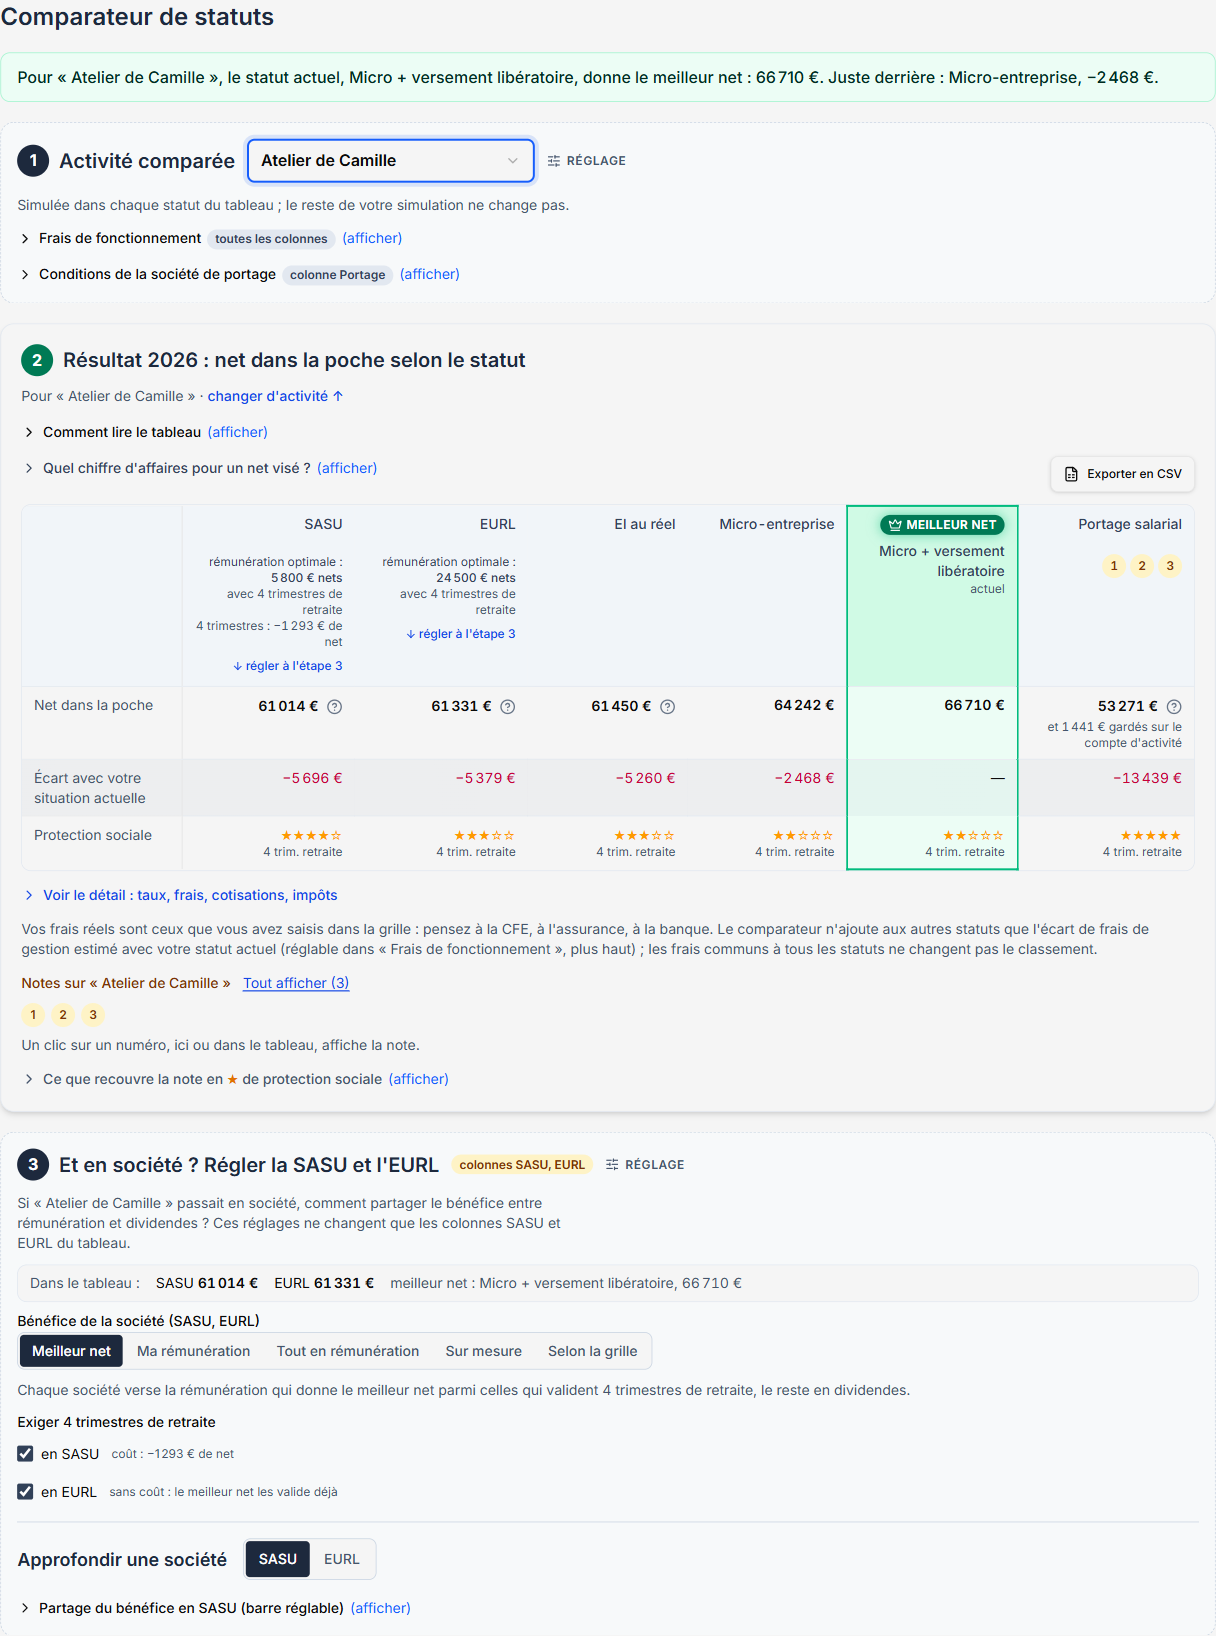 Comparateur de statuts
Pour « Atelier de Camille », le statut actuel, Micro + versement libératoire, donne le meilleur net : 66 710 €. Juste derrière : Micro-entreprise, −2 468 €.
1 Activité comparée Atelier de Camille RÉGLAGE
Simulée dans chaque statut du tableau ; le reste de votre simulation ne change pas.
Frais de fonctionnement toutes les colonnes (afficher)
Conditions de la société de portage colonne Portage (afficher)
2 Résultat 2026 : net dans la poche selon le statut
Pour « Atelier de Camille » · changer d'activité ↑
Comment lire le tableau (afficher)
Quel chiffre d'affaires pour un net visé ? (afficher)
Exporter en CSV
SASU
rémunération optimale :
5 800 € nets
avec 4 trimestres de
retraite
4 trimestres : −1 293 € de
net
↓ régler à l'étape 3
EURL
rémunération optimale :
24 500 € nets
avec 4 trimestres de
retraite
↓ régler à l'étape 3
EI au réel
Micro-entreprise
MEILLEUR NET
Micro + versement
libératoire
actuel
Portage salarial
1 2 3
Net dans la poche 61 014 € ? 61 331 € ? 61 450 € ? 64 242 € 66 710 € 53 271 € ?
et 1 441 € gardés sur le
compte d'activité
Écart avec votre
situation actuelle
−5 696 € −5 379 € −5 260 € −2 468 € — −13 439 €
Protection sociale ★★★★☆ ★★★☆☆ ★★★☆☆ ★★☆☆☆ ★★☆☆☆ ★★★★★
4 trim. retraite 4 trim. retraite 4 trim. retraite 4 trim. retraite 4 trim. retraite 4 trim. retraite
Voir le détail : taux, frais, cotisations, impôts
Vos frais réels sont ceux que vous avez saisis dans la grille : pensez à la CFE, à l'assurance, à la banque. Le comparateur n'ajoute aux autres statuts que l'écart de frais de
gestion estimé avec votre statut actuel (réglable dans « Frais de fonctionnement », plus haut) ; les frais communs à tous les statuts ne changent pas le classement.
Notes sur « Atelier de Camille » Tout afficher (3)
1 2 3
Un clic sur un numéro, ici ou dans le tableau, affiche la note.
Ce que recouvre la note en ★ de protection sociale (afficher)
3 Et en société ? Régler la SASU et l'EURL colonnes SASU, EURL RÉGLAGE
Si « Atelier de Camille » passait en société, comment partager le bénéfice entre
rémunération et dividendes ? Ces réglages ne changent que les colonnes SASU et
EURL du tableau.
Dans le tableau : SASU 61 014 € EURL 61 331 € meilleur net : Micro + versement libératoire, 66 710 €
Bénéfice de la société (SASU, EURL)
Meilleur net Ma rémunération Tout en rémunération Sur mesure Selon la grille
Chaque société verse la rémunération qui donne le meilleur net parmi celles qui valident 4 trimestres de retraite, le reste en dividendes.
Exiger 4 trimestres de retraite
en SASU coût : −1293 € de net
en EURL sans coût : le meilleur net les valide déjà
Approfondir une société SASU EURL
Partage du bénéfice en SASU (barre réglable) (afficher)